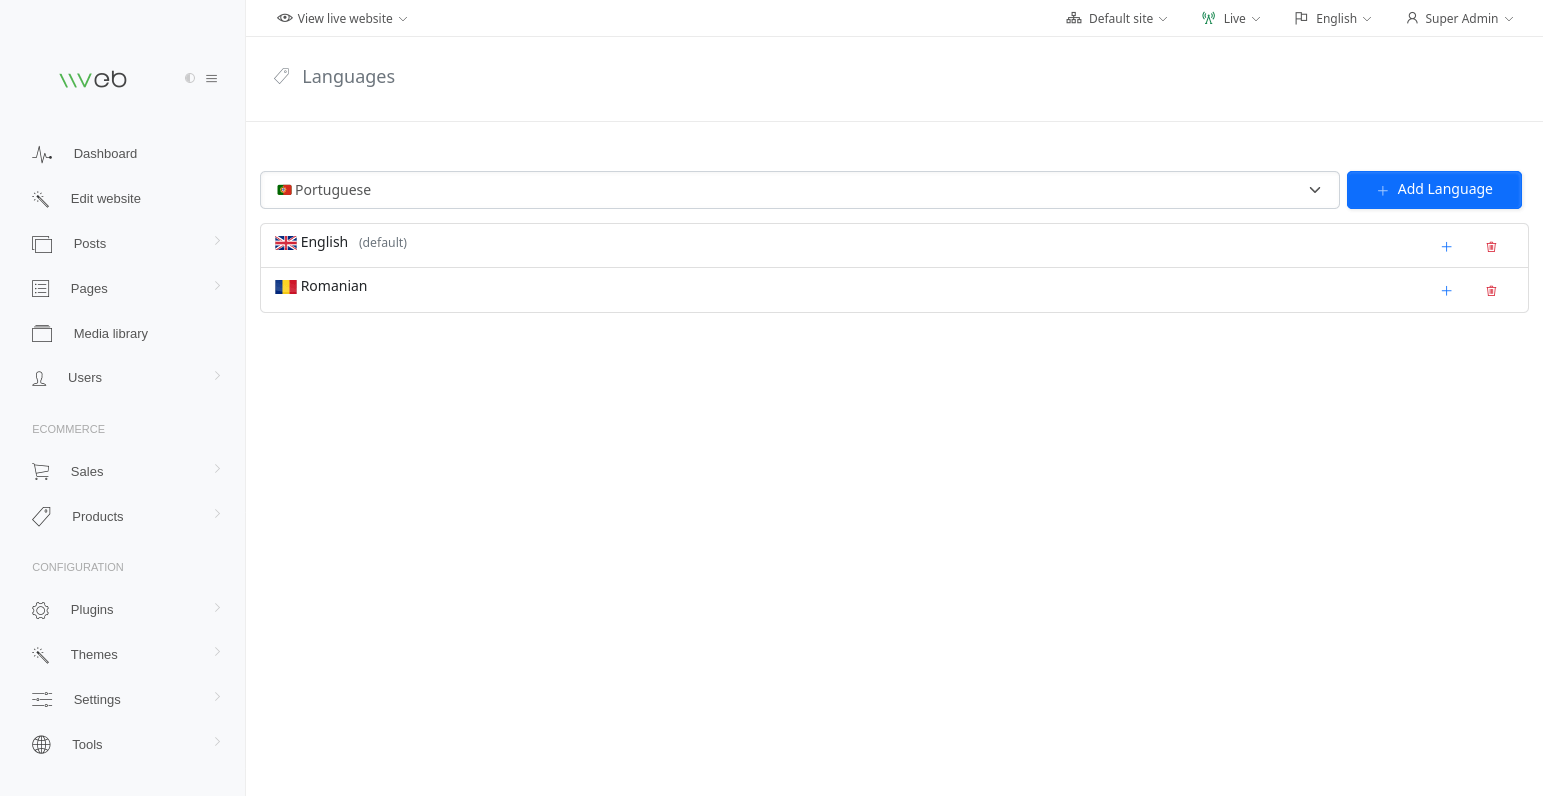 View live website
Default site
Live
English
Super Admin
vveb
Languages
Dashboard
Edit website
Posts
Pages
Media library
Users
ECOMMERCE
Sales
Products
CONFIGURATION
Plugins
Themes
Settings
Tools
Portuguese
Add Language
English (default)
Romanian